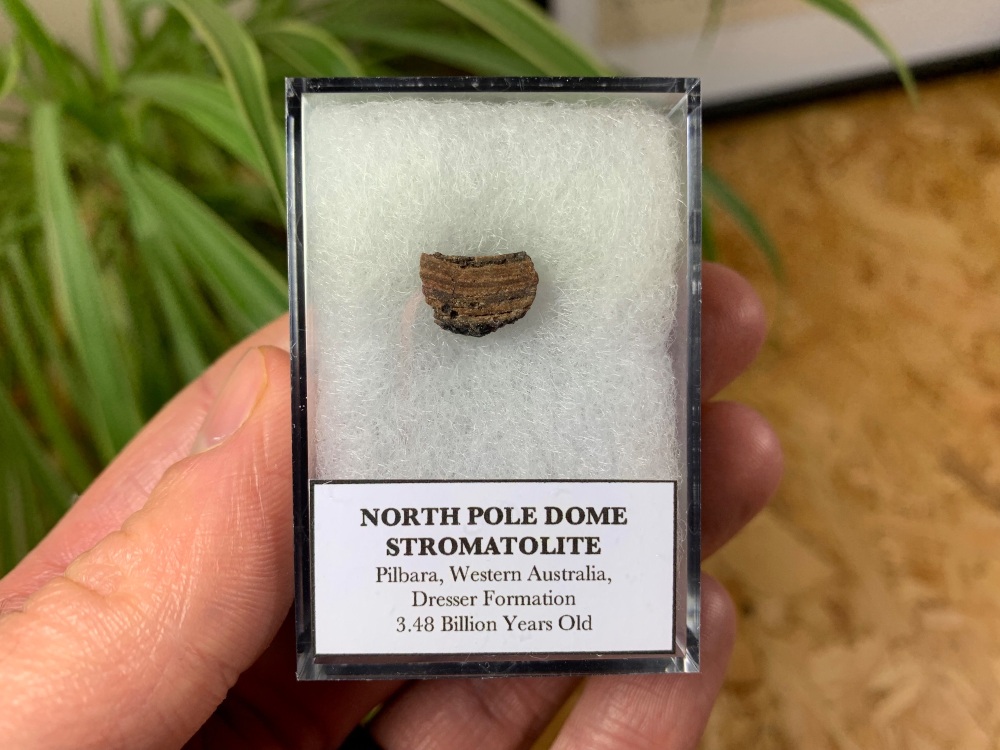 NORTH POLE DOME
STROMATOLITE
Pilbara, Western Australia,
Dresser Formation
3.48 Billion Years Old